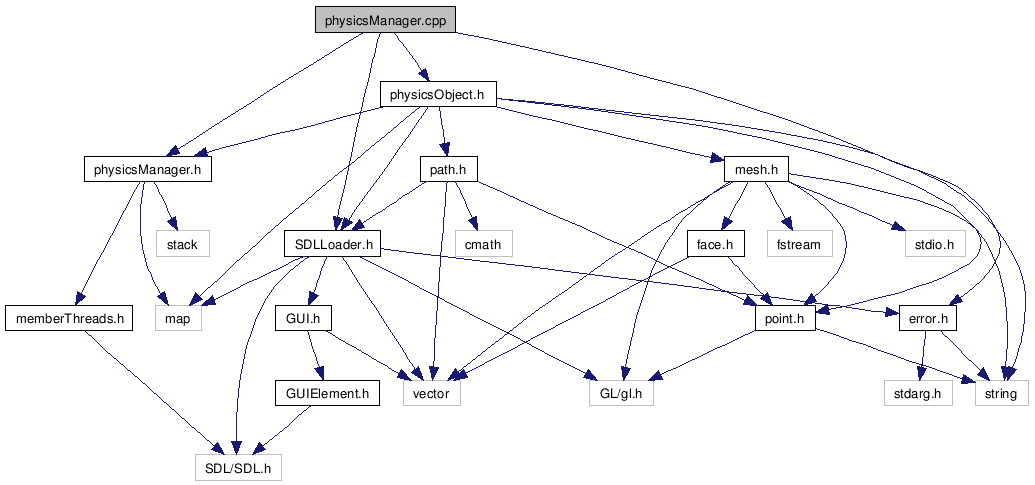 physicsManager.cpp
physicsObject.h
physicsManager.h
path.h
mesh.h
stack
SDLLoader.h
cmath
face.h
fstream
stdio.h
memberThreads.h
map
GUI.h
point.h
error.h
GUIElement.h
vector
GL/gl.h
stdarg.h
string
SDL/SDL.h